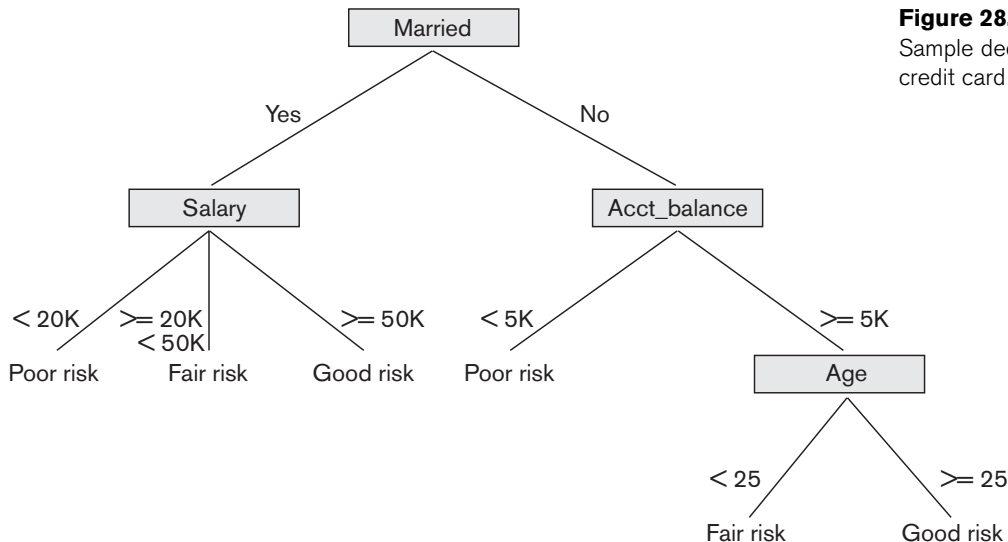 Figure 28.
Sample
credit card
Married
Yes
No
Salary
Acct_balance
< 20K
>= 20K
< 50K
>= 50K
< 5K
>= 5K
Poor risk
Fair risk
Good risk
Poor risk
Age
< 25
>= 25
Fair risk
Good risk